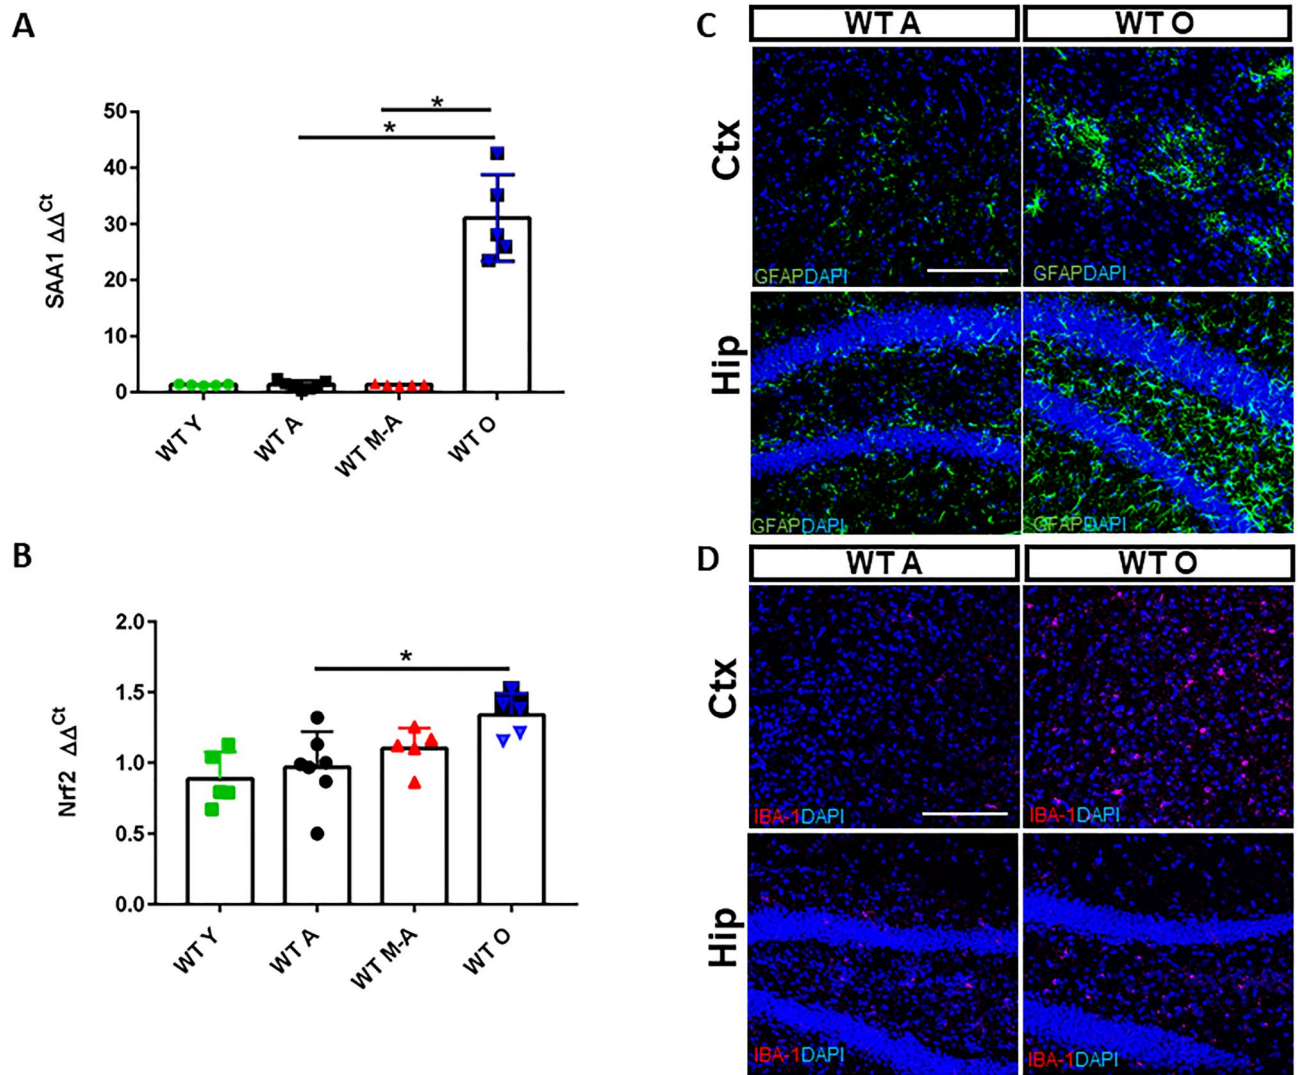 A
50
40
30
20
10
0
SAA1 ΔΔCt
*
*
WT Y
WT A
WT M-A
WT O
B
2.0
1.5
1.0
0.5
0.0
Nrf2 ΔΔCt
*
WT Y
WT A
WT M-A
WT O
C
WT A
WT O
Ctx
GFAPDAPI
GFAPDAPI
Hip
GFAPDAPI
GFAPDAPI
D
WT A
WT O
Ctx
IBA-1DAPI
IBA-1DAPI
Hip
IBA-1DAPI
IBA-1DAPI